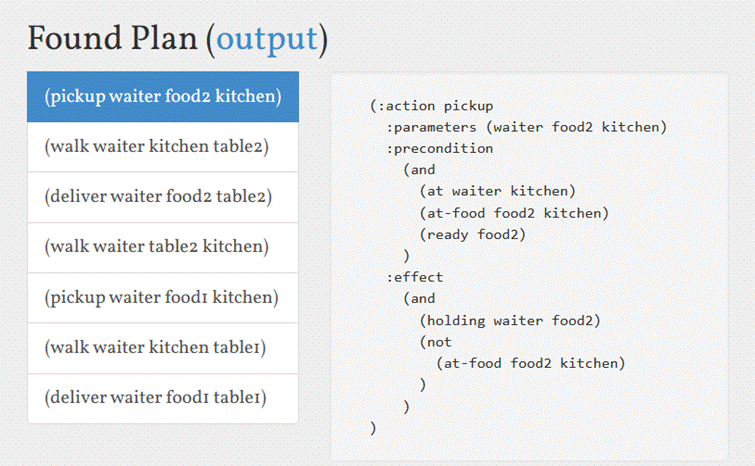 Found Plan (output)
(pickup waiter food2 kitchen)
(walk waiter kitchen table2)
(deliver waiter food2 table2)
(walk waiter table2 kitchen)
(pickup waiter food1 kitchen)
(walk waiter kitchen table1)
(deliver waiter food1 table1)
(:action pickup
  :parameters (waiter food2 kitchen)
  :precondition
    (and
      (at waiter kitchen)
      (at-food food2 kitchen)
      (ready food2)
    )
  :effect
    (and
      (holding waiter food2)
      (not
        (at-food food2 kitchen)
      )
    )
)